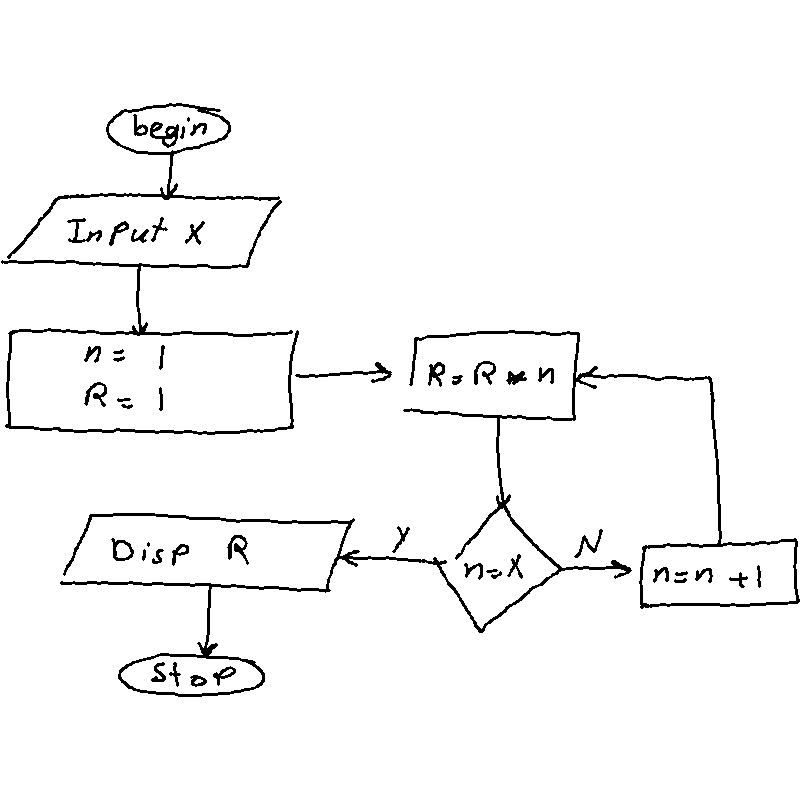 begin
Input X
n = 1
R = 1
R = R * n
n = X
Y
N
n = n + 1
Disp R
Stop